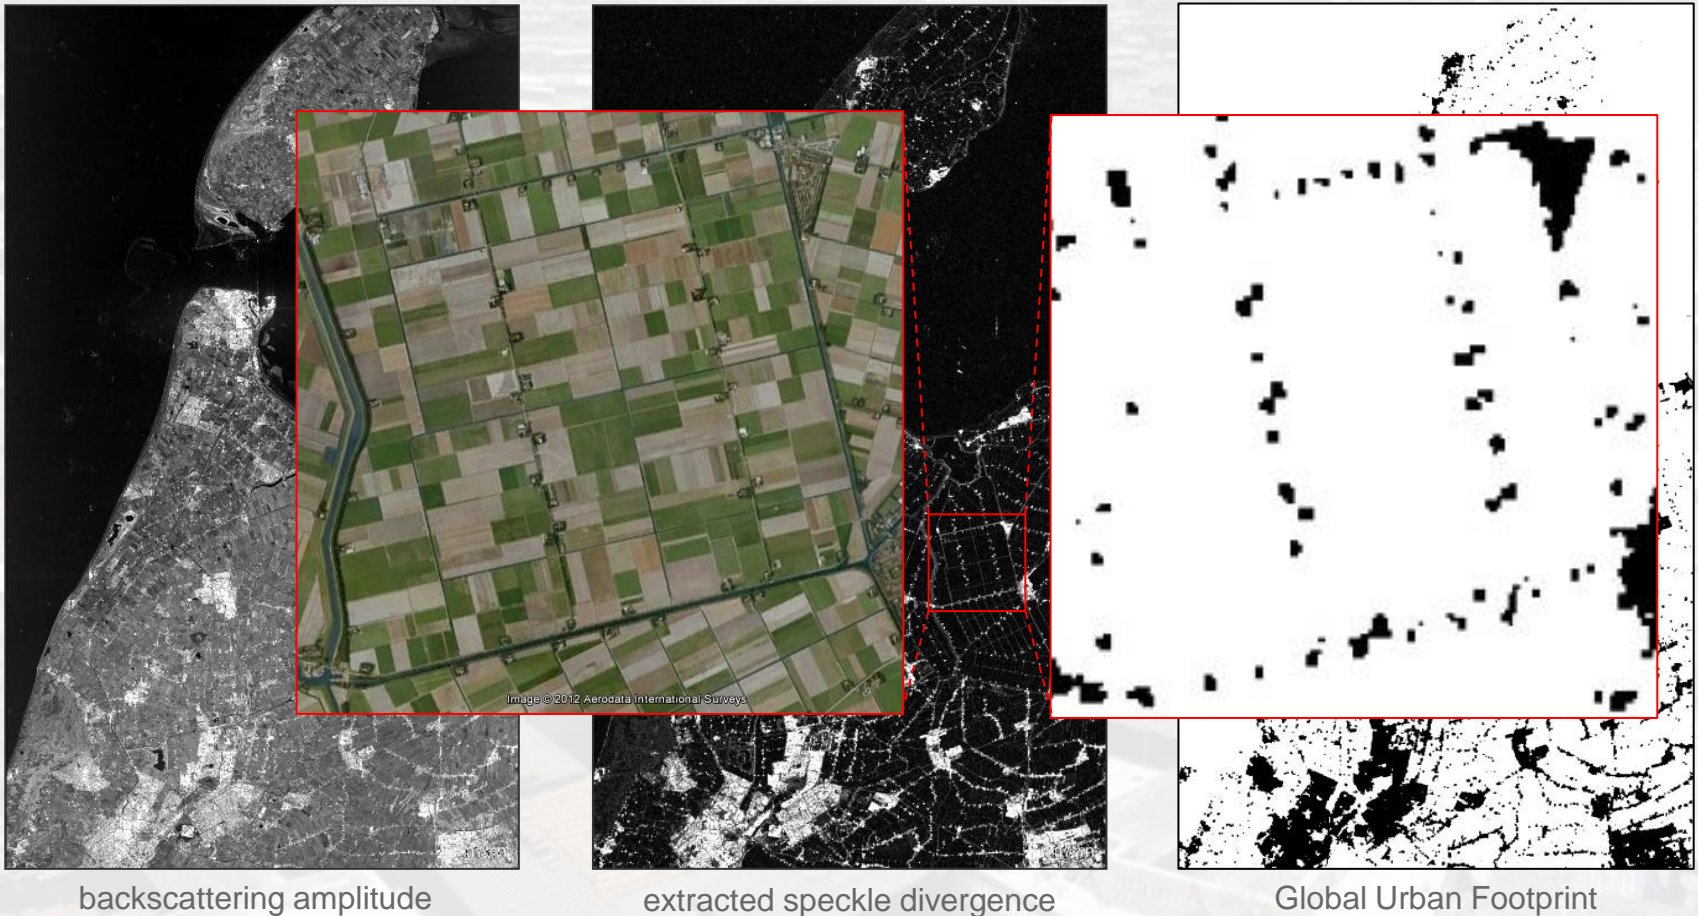 Image © 2012 Aerodata International Surveys
backscattering amplitude
extracted speckle divergence
Global Urban Footprint